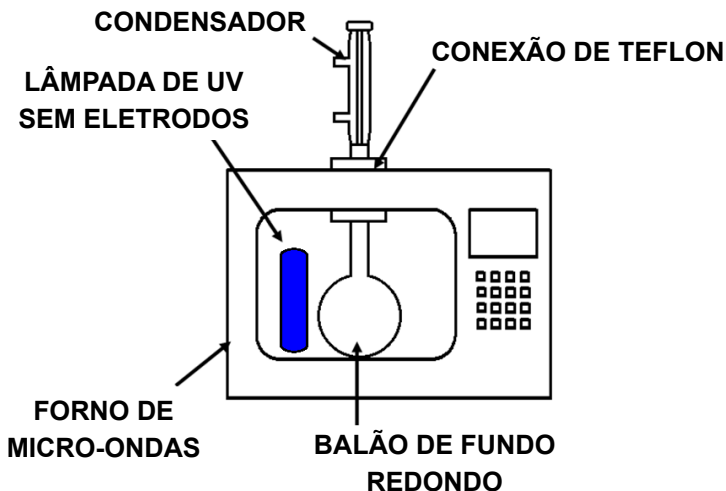 CONDENSADOR
CONEXÃO DE TEFLON
LÂMPADA DE UV
SEM ELETRODOS
FORNO DE
MICRO-ONDAS
BALÃO DE FUNDO
REDONDO